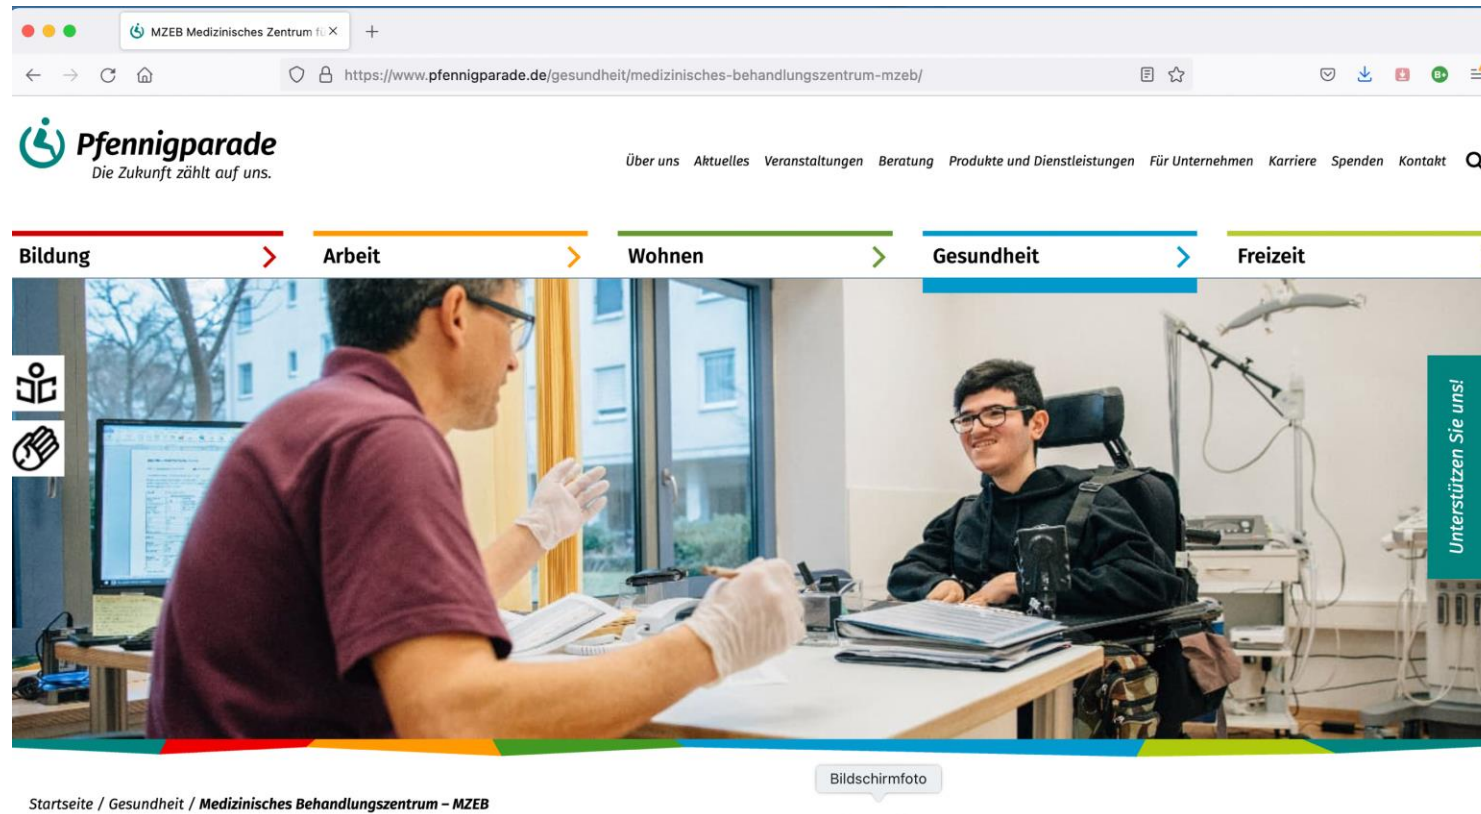 MZEB Medizinisches Zentrum fü
https://www.pfennigparade.de/gesundheit/medizinisches-behandlungszentrum-mzeb/
Pfennigparade
Die Zukunft zählt auf uns.
Über uns Aktuelles Veranstaltungen Beratung Produkte und Dienstleistungen Für Unternehmen Karriere Spenden Kontakt
Bildung Arbeit Wohnen Gesundheit Freizeit
Unterstützen Sie uns!
Bildschirmfoto
Startseite / Gesundheit / Medizinisches Behandlungszentrum – MZEB